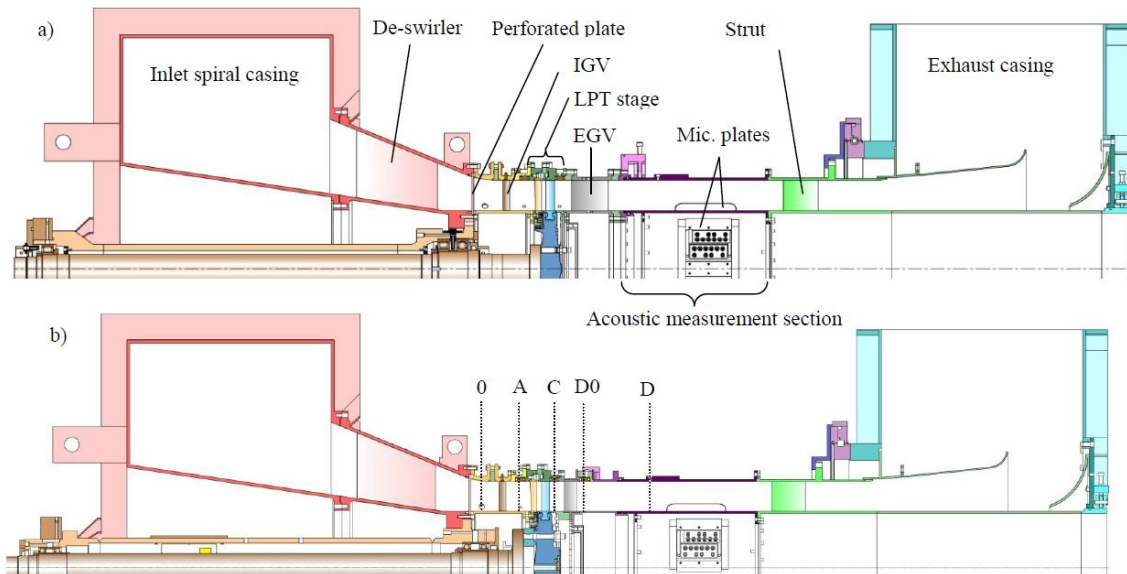 a)
De-swirler
Perforated plate
Strut
IGV
Inlet spiral casing
Exhaust casing
LPT stage
EGV
Mic. plates
Acoustic measurement section
b)
0
A
C
D0
D